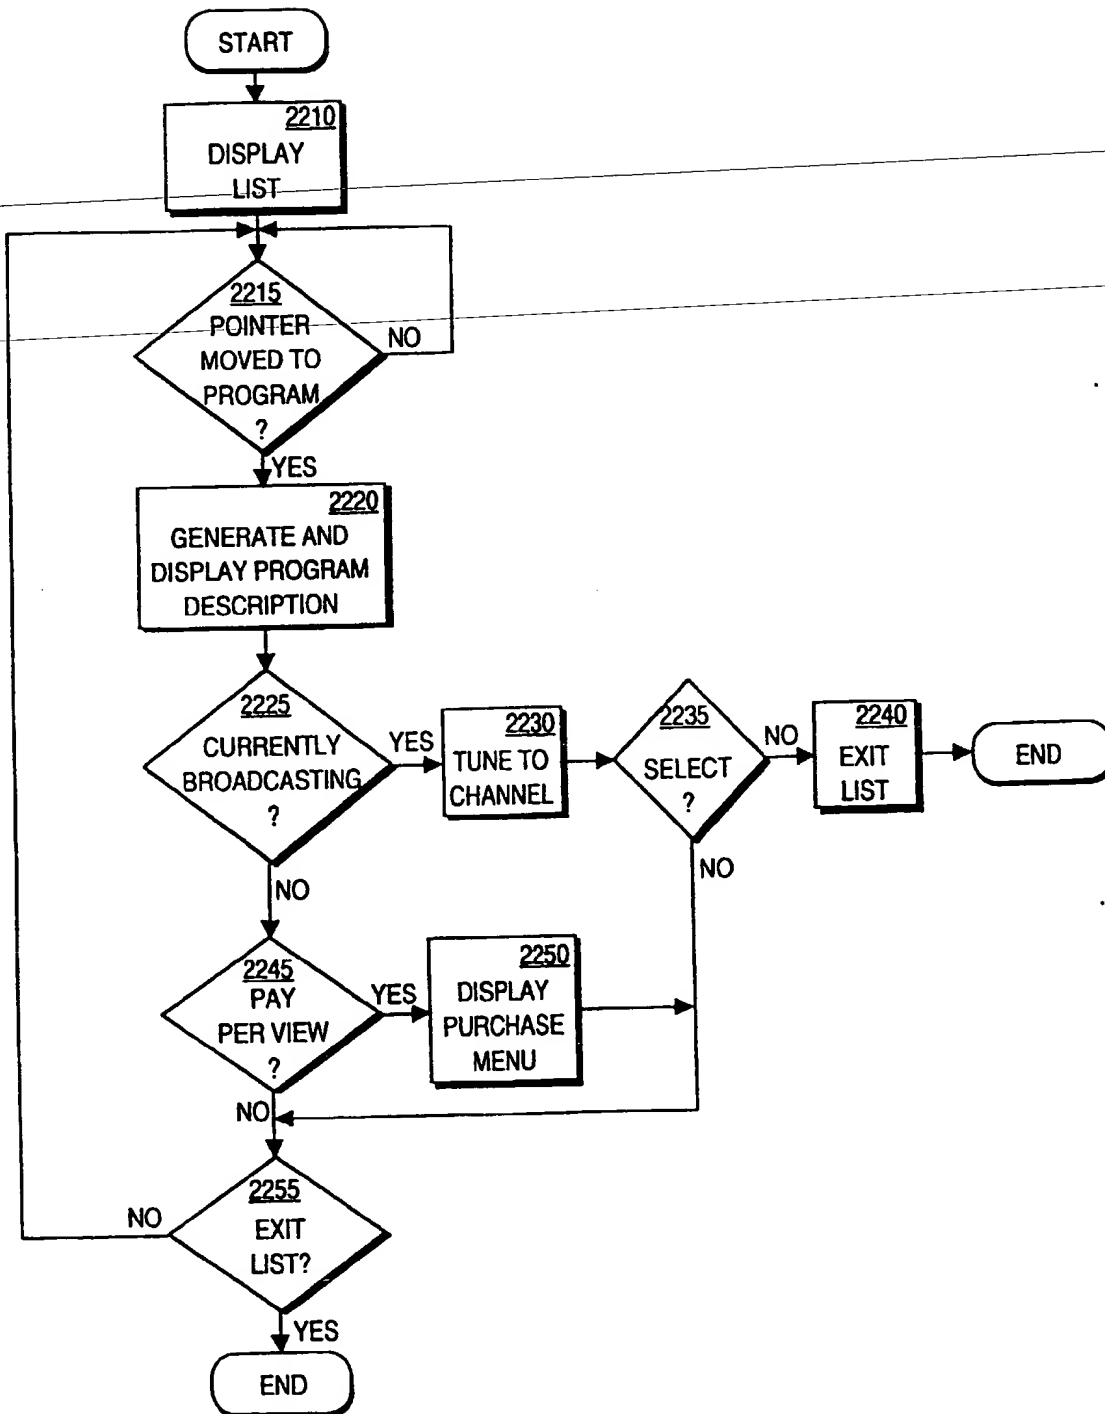 START
2210
DISPLAY
LIST
2215
POINTER
MOVED TO
PROGRAM
?
NO
YES
2220
GENERATE AND
DISPLAY PROGRAM
DESCRIPTION
2225
CURRENTLY
BROADCASTING
?
YES
NO
2230
TUNE TO
CHANNEL
2235
SELECT
?
NO
NO
2240
EXIT
LIST
END
2245
PAY
PER VIEW
?
YES
NO
2250
DISPLAY
PURCHASE
MENU
2255
EXIT
LIST?
NO
YES
END